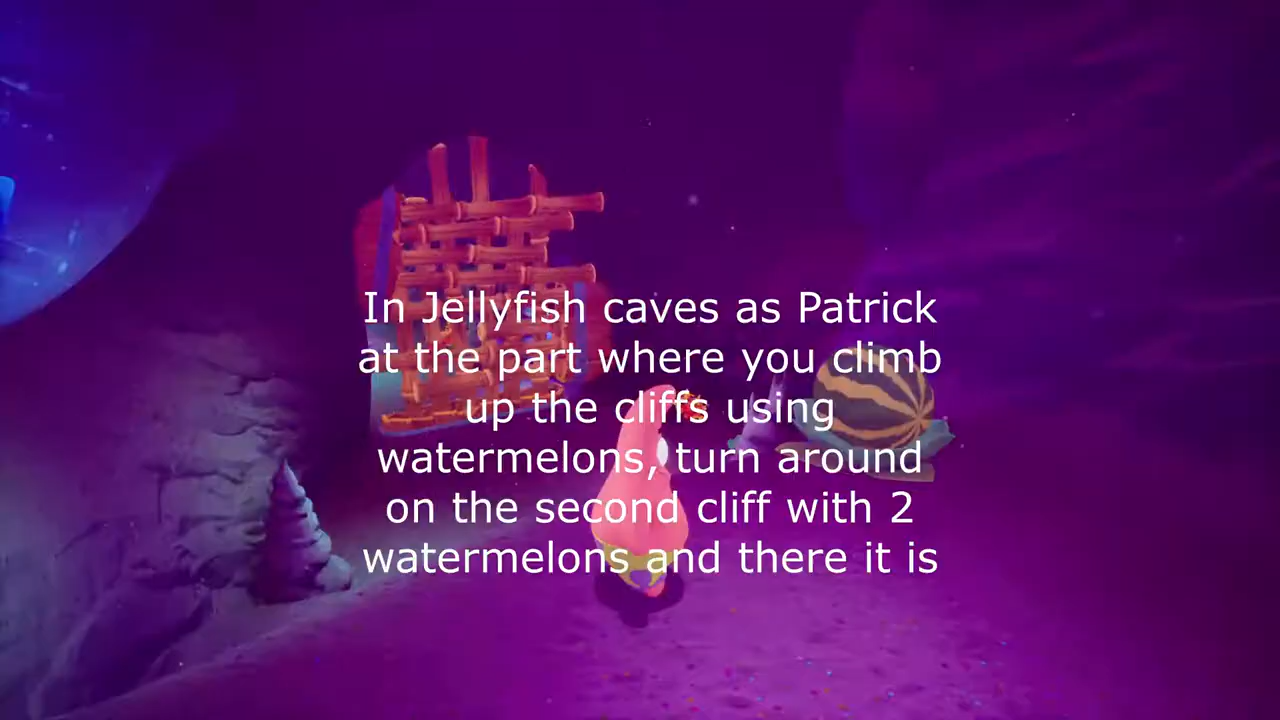 In Jellyfish caves as Patrick
at the part where you climb
up the cliffs using
watermelons, turn around
on the second cliff with 2
watermelons and there it is